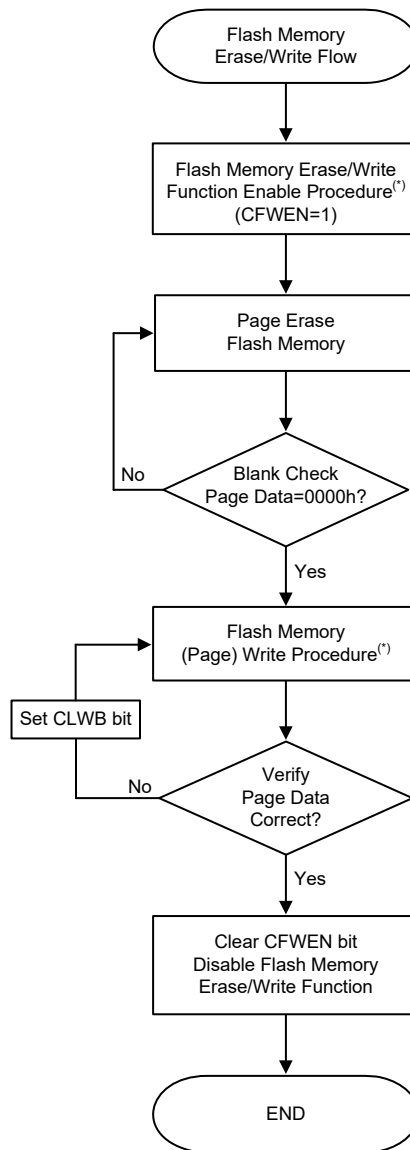 Flash Memory
Erase/Write Flow
Flash Memory Erase/Write
Function Enable Procedure(*)
(CFWEN=1)
Page Erase
Flash Memory
No
Blank Check
Page Data=0000h?
Yes
Flash Memory
(Page) Write Procedure(*)
Set CLWB bit
No
Verify
Page Data
Correct?
Yes
Clear CFWEN bit
Disable Flash Memory
Erase/Write Function
END